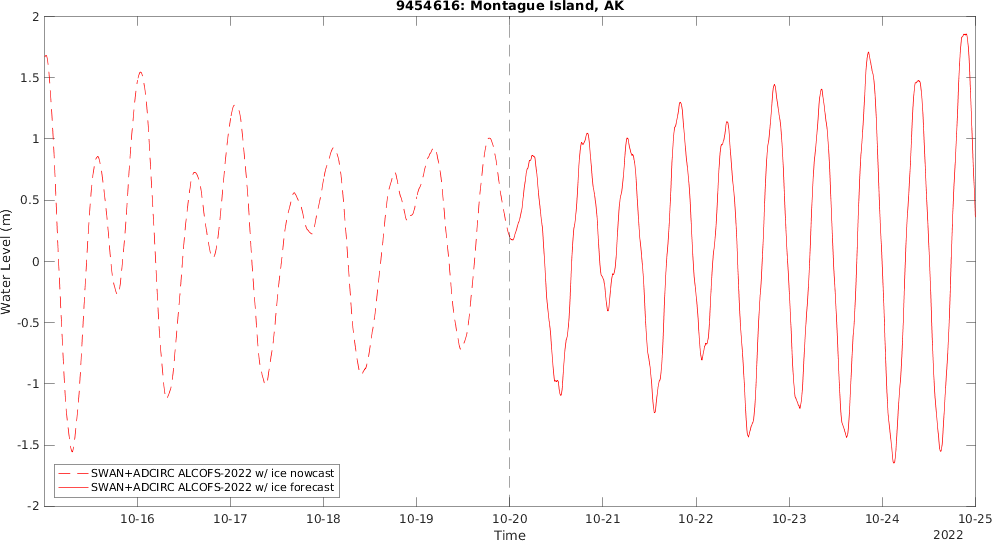 9454616: Montague Island, AK
Water Level (m)
2
1.5
1
0.5
0
-0.5
-1
-1.5
-2
SWAN+ADCIRC ALCOFS-2022 w/ ice nowcast
SWAN+ADCIRC ALCOFS-2022 w/ ice forecast
10-16 10-17 10-18 10-19 10-20 10-21 10-22 10-23 10-24 10-25
Time
2022